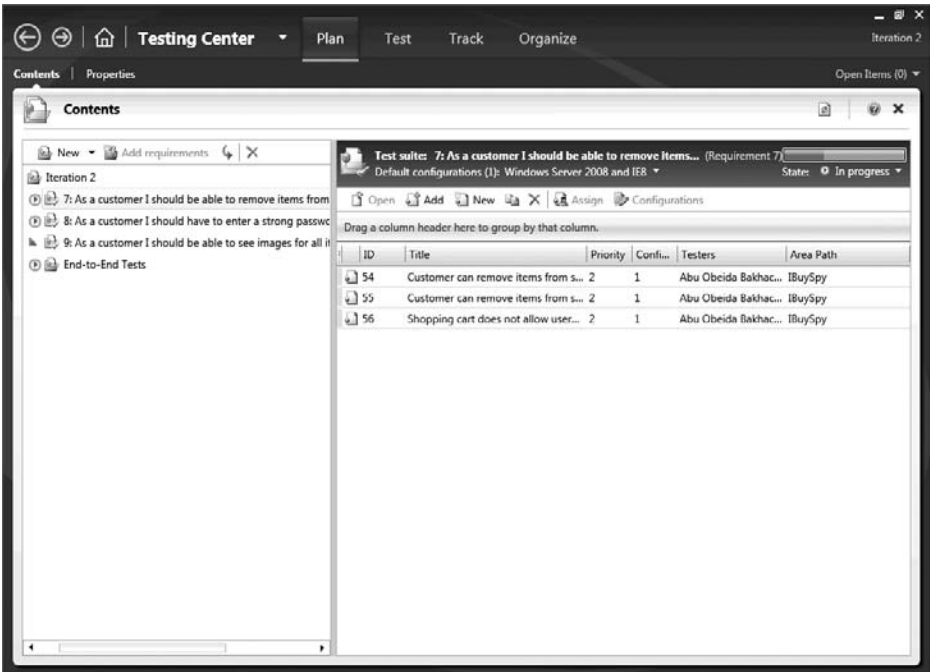 Testing Center Plan Test Track Organize Iteration 2
Contents | Properties Open Items (0)
Contents
New Add requirements
Iteration 2
7: As a customer I should be able to remove items from
8: As a customer I should have to enter a strong passwo
9: As a customer I should be able to see images for all it
End-to-End Tests
Test suite: 7: As a customer I should be able to remove items... (Requirement 7)
Default configurations (1): Windows Server 2008 and IE8 State: In progress
Open Add New Assign Configurations
Drag a column header here to group by that column.
ID Title Priority Confi... Testers Area Path
54 Customer can remove items from s... 2 1 Abu Obeida Bakhac... IBuySpy
55 Customer can remove items from s... 2 1 Abu Obeida Bakhac... IBuySpy
56 Shopping cart does not allow user... 2 1 Abu Obeida Bakhac... IBuySpy